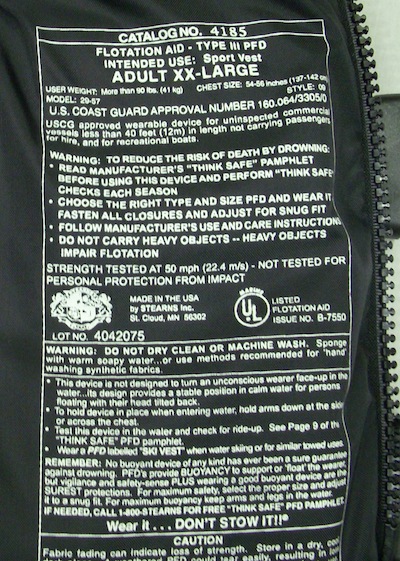 CATALOG NO. 4185
FLOTATION AID - TYPE III PFD
INTENDED USE: Sport Vest
ADULT XX-LARGE
USER WEIGHT: More than 90 lbs. (41 kg) CHEST SIZE: 54-56 inches (137-142 cm
MODEL: 29-57 STYLE: 09
U.S. COAST GUARD APPROVAL NUMBER 160.064/3305/0
USCG approved wearable device for uninspected commercial
vessels less than 40 feet (12m) in length not carrying passengers
for hire, and for recreational boats.
WARNING: TO REDUCE THE RISK OF DEATH BY DROWNING:
• READ MANUFACTURER'S "THINK SAFE" PAMPHLET
BEFORE USING THIS DEVICE AND PERFORM "THINK SAFE
CHECKS EACH SEASON
• CHOOSE THE RIGHT TYPE AND SIZE PFD AND WEAR IT
FASTEN ALL CLOSURES AND ADJUST FOR SNUG FIT
• FOLLOW MANUFACTURER'S USE AND CARE INSTRUCTION
• DO NOT CARRY HEAVY OBJECTS -- HEAVY OBJECTS
IMPAIR FLOTATION
STRENGTH TESTED AT 50 mph (22.4 m/s) - NOT TESTED FOR
PERSONAL PROTECTION FROM IMPACT
MADE IN THE USA
by STEARNS Inc.
St. Cloud, MN 56302
MARINE
UL
LISTED
FLOTATION AID
ISSUE NO. B-7550
LOT NO. 4042075
WARNING: DO NOT DRY CLEAN OR MACHINE WASH. Sponge
with warm soapy water...or use methods recommended for 'hand'
washing synthetic fabrics.
• This device is not designed to turn an unconscious wearer face-up in the
water...its design provides a stable position in calm water for persons
floating with their head tilted back.
• To hold device in place when entering water, hold arms down at the side
or across the chest.
• Test this device in the water and check for ride-up. See Page 9 of the
"THINK SAFE" PFD pamphlet.
• Wear a PFD labelled "SKI VEST" when water skiing or for similar towed uses.
REMEMBER: No buoyant device of any kind has ever been a sure guarantee
against drowning. PFD's provide BUOYANCY to support or 'float' the wearer,
but vigilance and safety-sense PLUS wearing a good buoyant device are the
SUREST protections. For maximum safety, select the proper size and adjust
it to a snug fit. For maximum buoyancy keep arms and legs in the water.
IF NEEDED, CALL 1-800-STEARNS FOR FREE "THINK SAFE" PFD PAMPHLET.
Wear it . . . DON'T STOW IT!!®
CAUTION
Fabric fading can indicate loss of strength. Store in a dry, cool,
weathered PFD could tear easily, resulting in loss